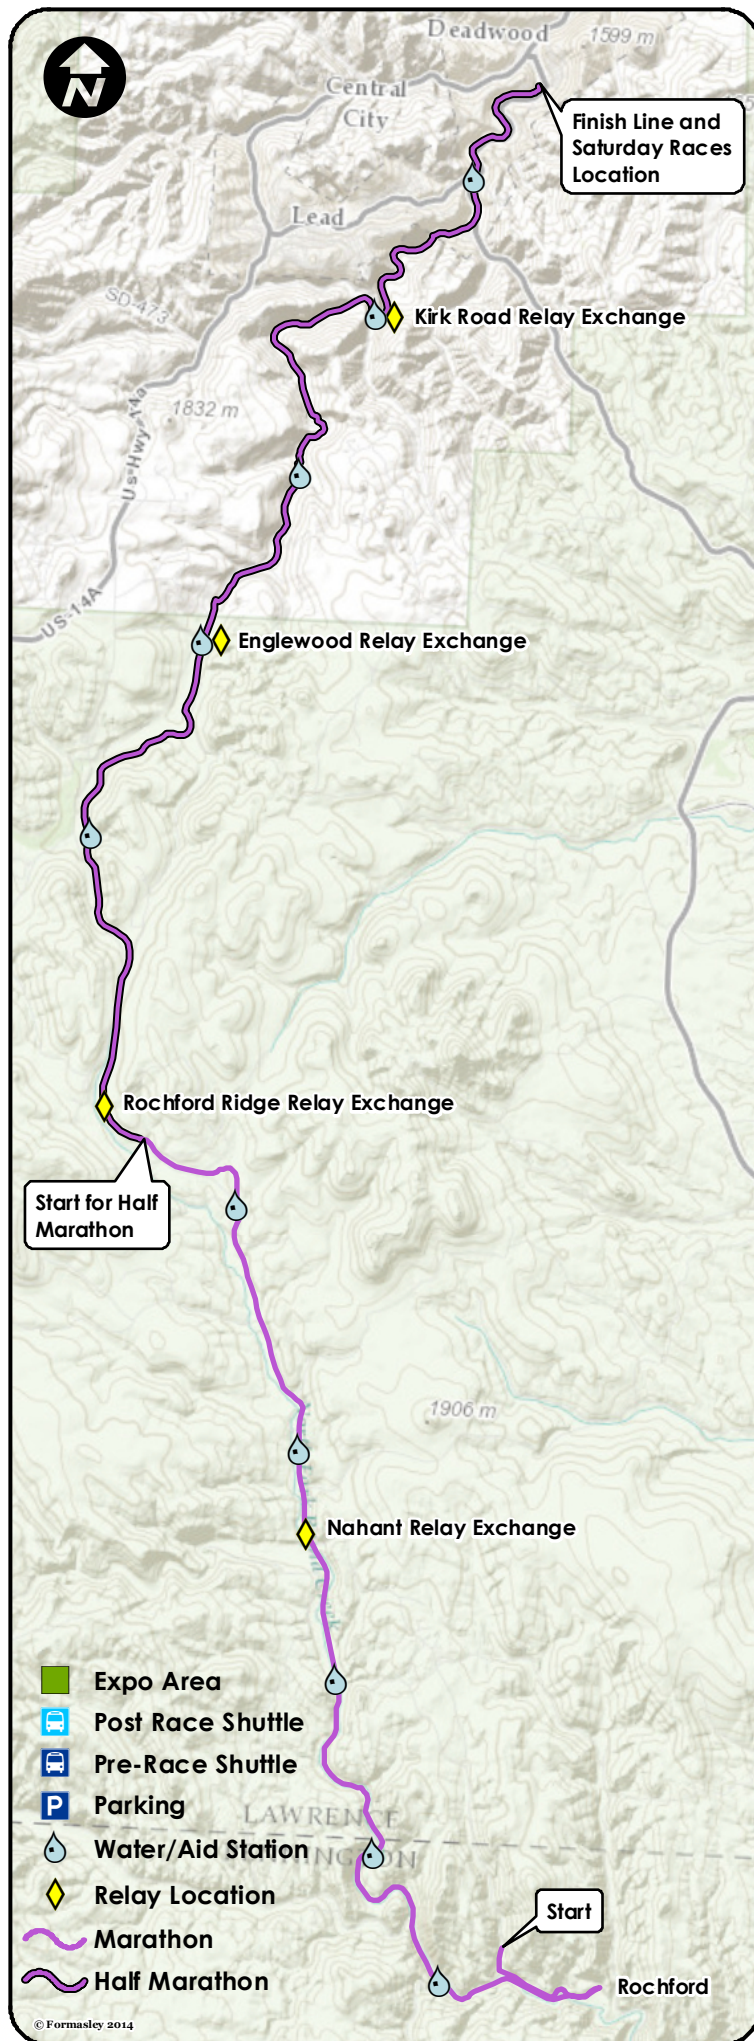 Deadwood
1599 m
N
Central
City
Finish Line and
Saturday Races
Location
Lead
SD-473
Kirk Road Relay Exchange
US-Hwy-14a
1832 m
US-14A
Englewood Relay Exchange
Rochford Ridge Relay Exchange
Start for Half
Marathon
1906 m
Nahant Relay Exchange
Expo Area
Post Race Shuttle
Pre-Race Shuttle
P Parking
LAWRENCE
Water/Aid Station
Relay Location
Start
Marathon
Rochford
Half Marathon
© Formasley 2014